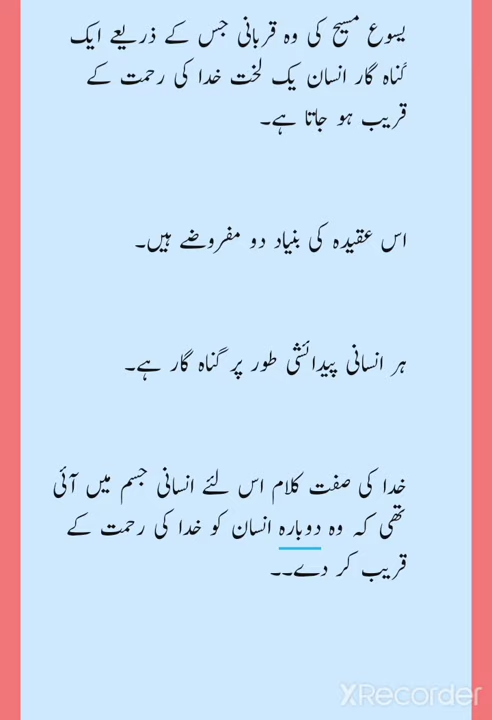 یسوع مسیح کی وہ قربانی جس کے ذریعے ایک
گناہ گار انسان یک لخت خدا کی رحمت کے
قریب ہو جاتا ہے۔
اس عقیدہ کی بنیاد دو مفروضے ہیں۔
ہر انسانی پیدائشی طور پر گناہ گار ہے۔
خدا کی صفت کلام اس لئے انسانی جسم میں آئی
تھی کہ وہ دوبارہ انسان کو خدا کی رحمت کے
قریب کر دے۔۔
XRecorder